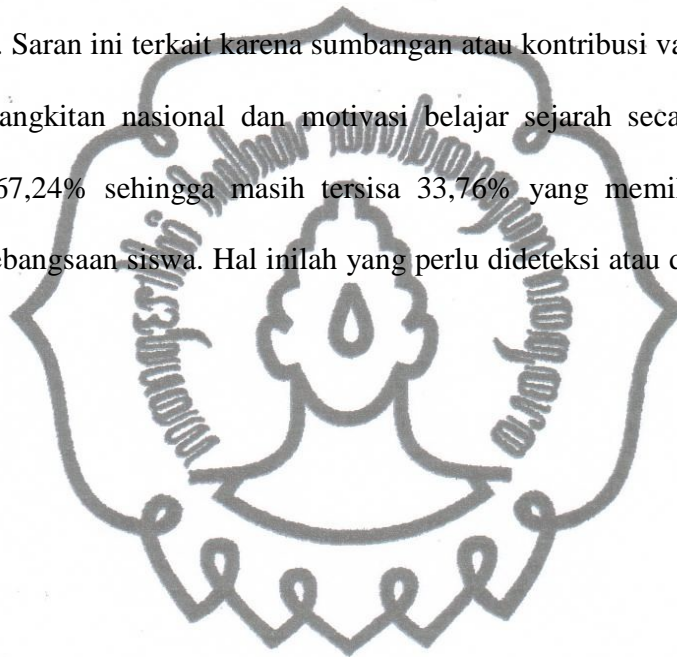 . Saran ini terkait karena sumbangan atau kontribusi va
angkitan nasional dan motivasi belajar sejarah seca
67,24% sehingga masih tersisa 33,76% yang memi
ebangsaan siswa. Hal inilah yang perlu dideteksi atau d